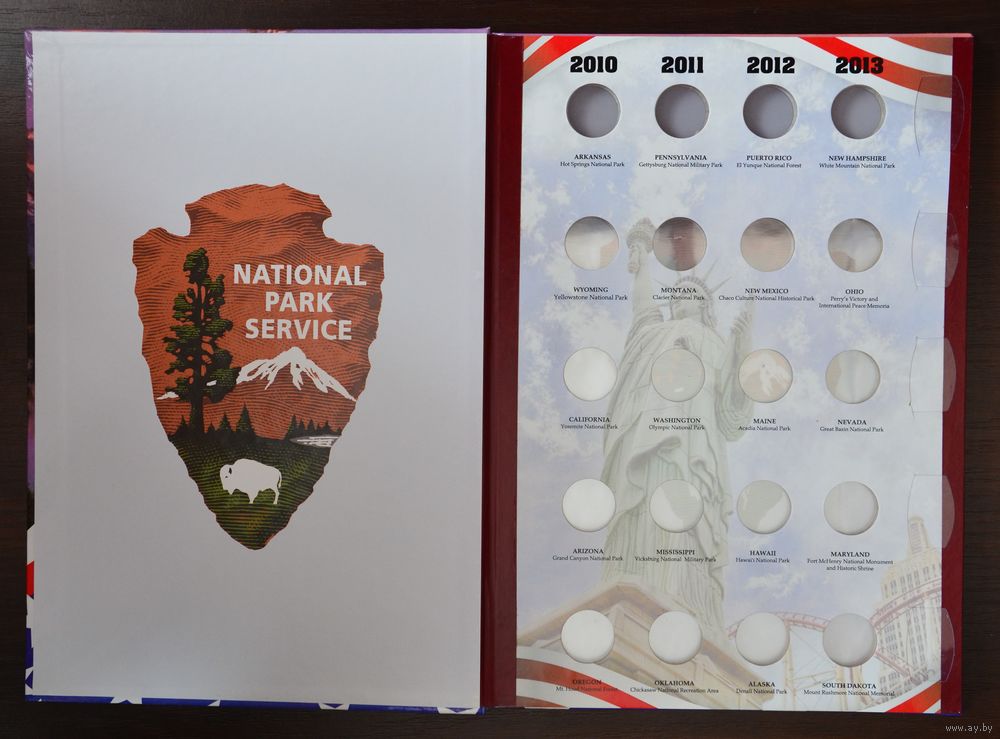 NATIONAL
PARK
SERVICE
2010 2011 2012 2013
ARKANSAS
Hot Springs National Park
PENNSYLVANIA
Gettysburg National Military Park
PUERTO RICO
El Yunque National Forest
NEW HAMPSHIRE
White Mountain National Park
WYOMING
Yellowstone National Park
MONTANA
Glacier National Park
NEW MEXICO
Chaco Culture National Historical Park
OHIO
Perry's Victory and
International Peace Memoria
CALIFORNIA
Yosemite National Park
WASHINGTON
Olympic National Park
MAINE
Acadia National Park
NEVADA
Great Basin National Park
ARIZONA
Grand Canyon National Park
MISSISSIPPI
Vicksburg National Military Park
HAWAII
Hawai'i National Park
MARYLAND
Fort McHenry National Monument
and Historic Shrine
OREGON
Mt. Hood National Forest
OKLAHOMA
Chickasaw National Recreation Area
ALASKA
Denali National Park
SOUTH DAKOTA
Mount Rushmore National Memorial
www.ay.by